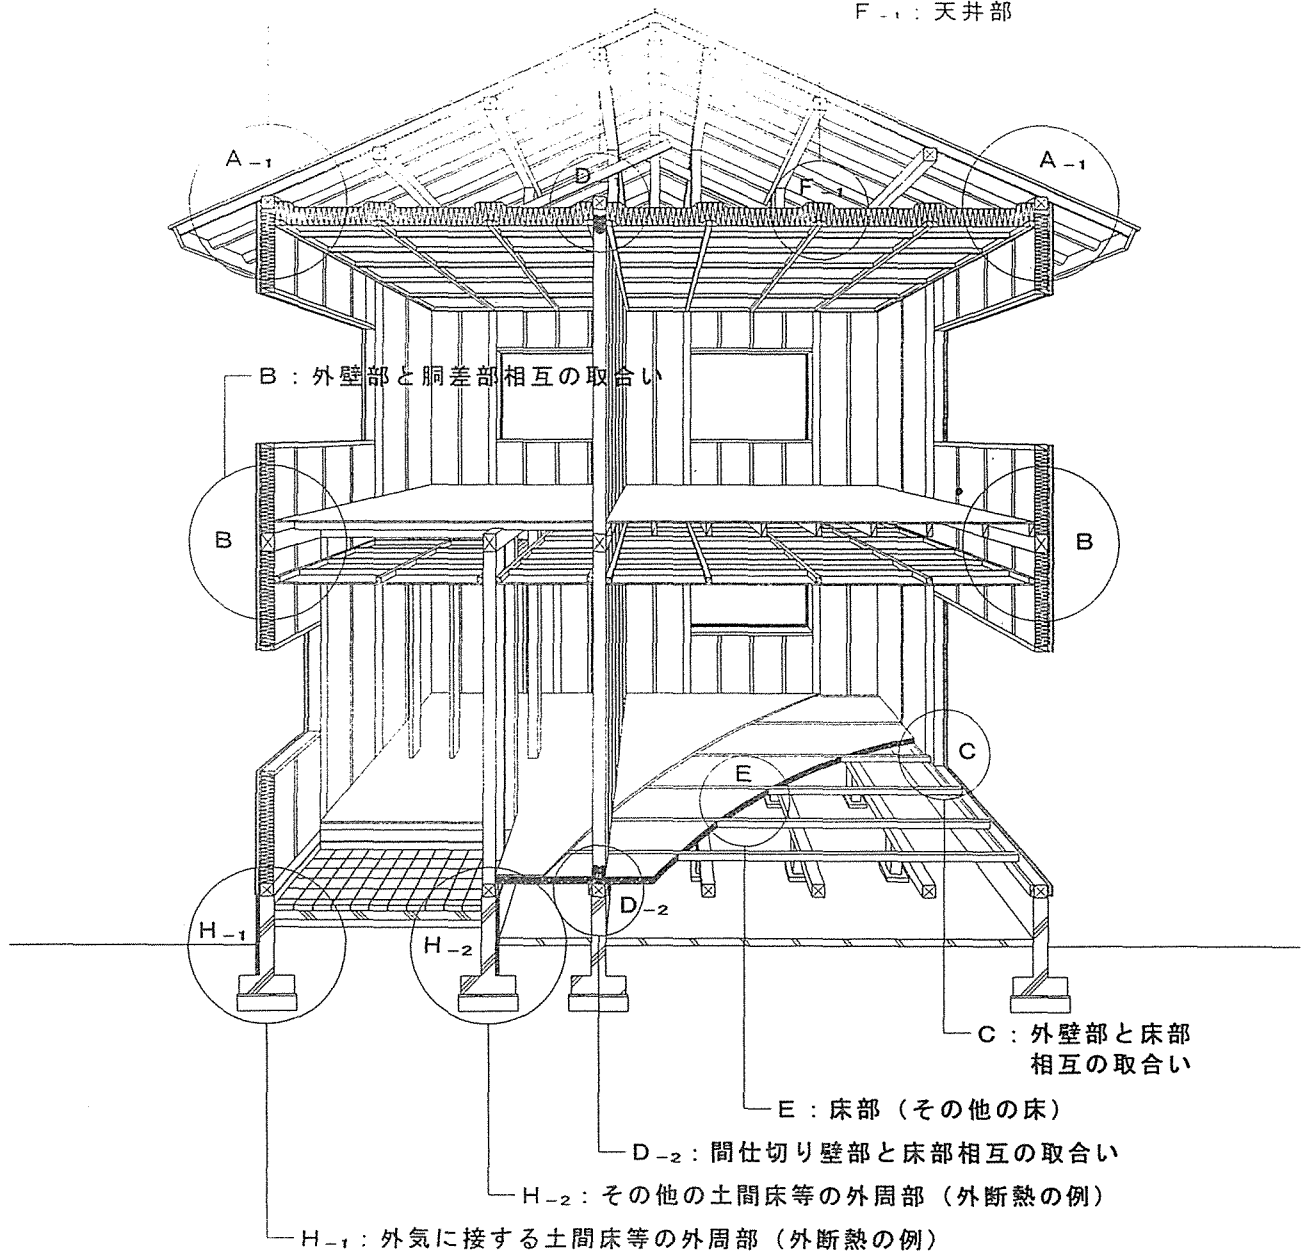 F₋₁：天井部
A₋₁
A₋₁
D
F₋₁
B：外壁部と胴差部相互の取合い
B
B
C
E
D₋₂
H₋₁
H₋₂
C：外壁部と床部
相互の取合い
E：床部（その他の床）
D₋₂：間仕切り壁部と床部相互の取合い
H₋₂：その他の土間床等の外周部（外断熱の例）
H₋₁：外気に接する土間床等の外周部（外断熱の例）